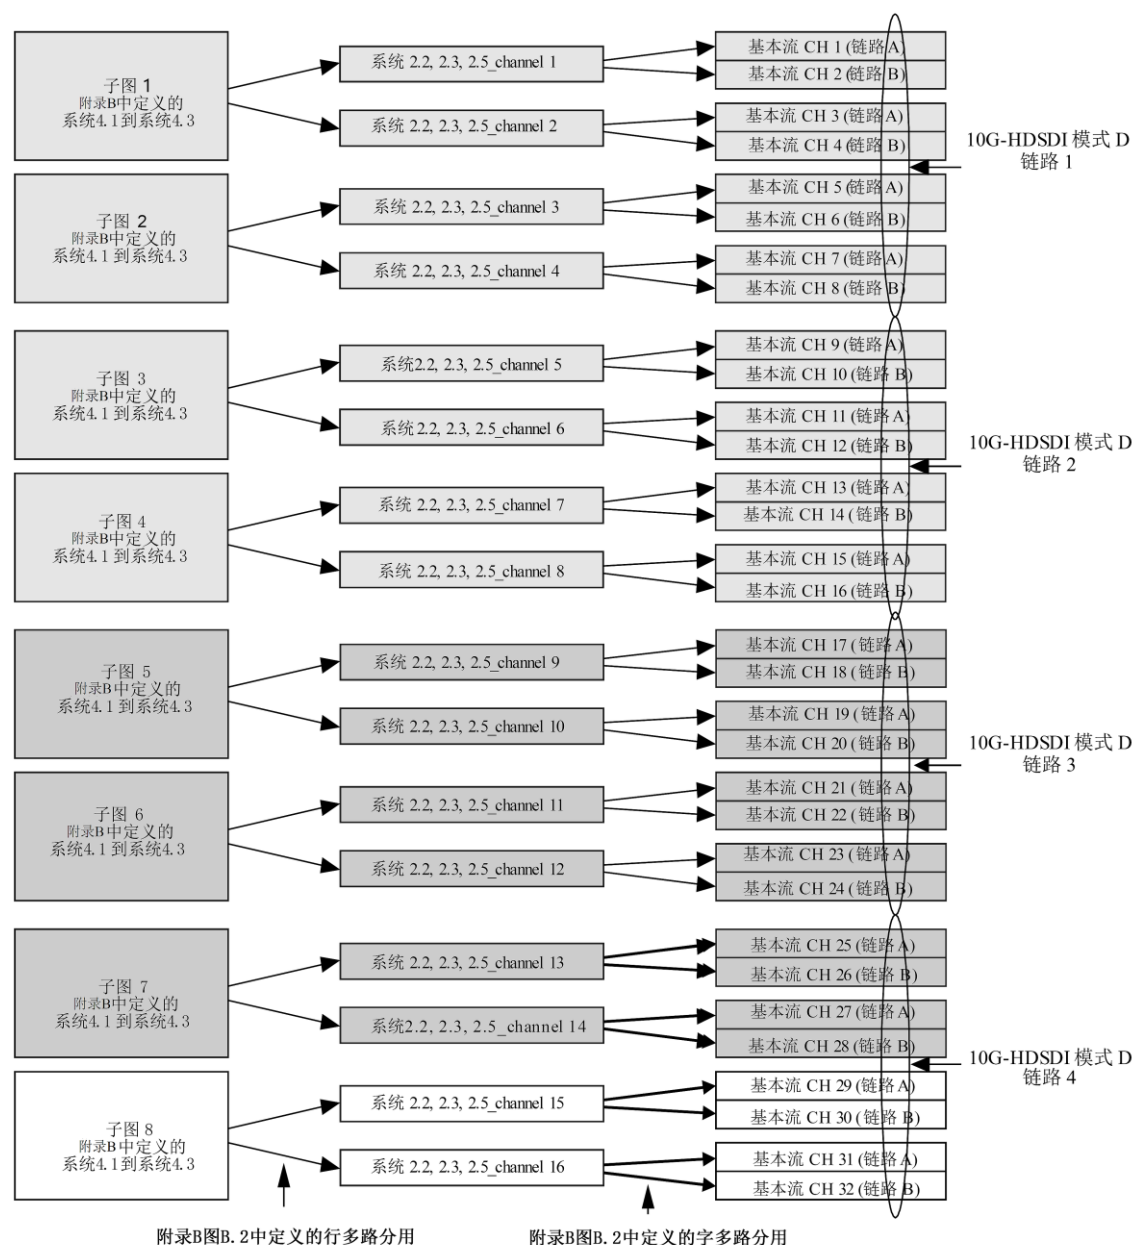 子图 1
附录B中定义的
系统4.1到系统4.3
系统 2.2, 2.3, 2.5_channel 1
系统 2.2, 2.3, 2.5_channel 2
基本流 CH 1 (链路A)
基本流 CH 2 (链路 B)
基本流 CH 3 (链路A)
基本流 CH 4 (链路 B)
10G-HDSDI 模式 D
链路 1
子图 2
附录B中定义的
系统4.1 到系统4.3
系统 2.2, 2.3, 2.5_channel 3
系统 2.2, 2.3, 2.5_channel 4
基本流 CH 5 (链路 A)
基本流 CH 6 (链路 B)
基本流 CH 7 (链路 A)
基本流 CH 8 (链路 B)
子图 3
附录B中定义的
系统4.1 到系统4.3
系统2.2, 2.3, 2.5_channel 5
系统2.2, 2.3, 2.5_channel 6
基本流 CH 9 (链路 A)
基本流 CH 10 (链路 B)
基本流 CH 11 (链路 A)
基本流 CH 12 (链路 B)
10G-HDSDI 模式 D
链路 2
子图 4
附录B中定义的
系统4.1 到系统4.3
系统 2.2, 2.3, 2.5_channel 7
系统 2.2, 2.3, 2.5_channel 8
基本流 CH 13 (链路 A)
基本流 CH 14 (链路 B)
基本流 CH 15 (链路 A)
基本流 CH 16 (链路 B)
子图 5
附录B中定义的
系统4.1 到系统4.3
系统 2.2, 2.3, 2.5_channel 9
系统 2.2, 2.3, 2.5_channel 10
基本流 CH 17 (链路 A)
基本流 CH 18 (链路 B)
基本流 CH 19 (链路 A)
基本流 CH 20 (链路 B)
10G-HDSDI 模式 D
链路 3
子图 6
附录B中定义的
系统4.1 到系统4.3
系统 2.2, 2.3, 2.5_channel 11
系统 2.2, 2.3, 2.5_channel 12
基本流 CH 21 (链路 A)
基本流 CH 22 (链路 B)
基本流 CH 23 (链路 A)
基本流 CH 24 (链路 B)
子图 7
附录B中定义的
系统4.1 到系统4.3
系统 2.2, 2.3, 2.5_channel 13
系统2.2, 2.3, 2.5_channel 14
基本流 CH 25 (链路 A)
基本流 CH 26 (链路 B)
基本流 CH 27 (链路 A)
基本流 CH 28 (链路 B)
10G-HDSDI 模式 D
链路 4
子图 8
附录B中定义的
系统4.1到系统4.3
系统 2.2, 2.3, 2.5_channel 15
系统 2.2, 2.3, 2.5_channel 16
基本流 CH 29 (链路 A)
基本流 CH 30 (链路 B)
基本流 CH 31 (链路 A)
基本流 CH 32 (链路 B)
附录B图B.2中定义的行多路分用
附录B图B.2中定义的字多路分用